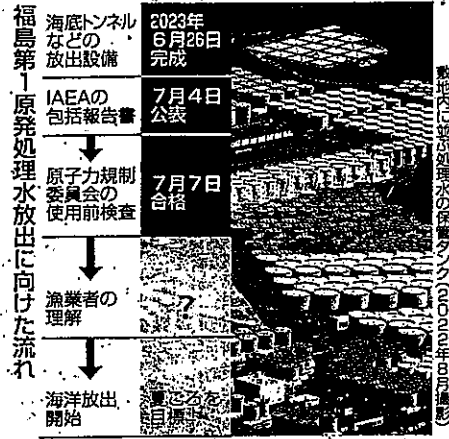 福島第1原発処理水放出に向けた流れ
海底トンネル
などの
放出設備
2023年
6月26日
完成
IAEAの
包括報告書
7月4日
公表
原子力規制
委員会の
使用前検査
7月7日
合格
漁業者の
理解
?
海洋放出
開始
夏ごろを
目標
敷地内に並ぶ処理水の保管タンク(2022年8月撮影)